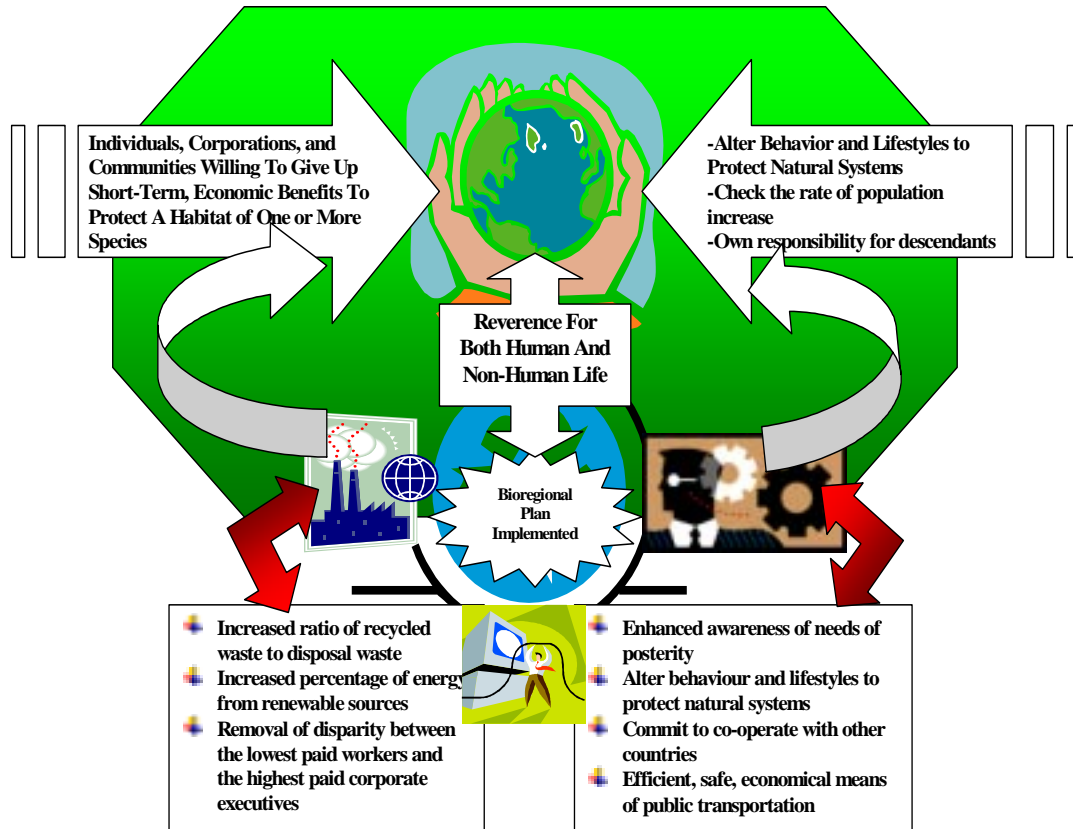 Individuals, Corporations, and
Communities Willing To Give Up
Short-Term, Economic Benefits To
Protect A Habitat of One or More
Species
-Alter Behavior and Lifestyles to
Protect Natural Systems
-Check the rate of population
increase
-Own responsibility for descendants
Reverence For
Both Human And
Non-Human Life
Bioregional
Plan
Implemented
Increased ratio of recycled
waste to disposal waste
Increased percentage of energy
from renewable sources
Removal of disparity between
the lowest paid workers and
the highest paid corporate
executives
Enhanced awareness of needs of
posterity
Alter behaviour and lifestyles to
protect natural systems
Commit to co-operate with other
countries
Efficient, safe, economical means
of public transportation